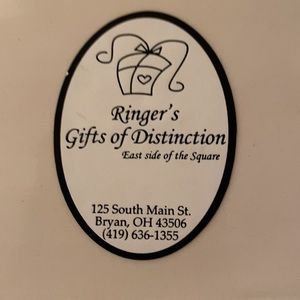 Ringer's
Gifts of Distinction
East side of the Square
125 South Main St.
Bryan, OH 43506
(419) 636-1355